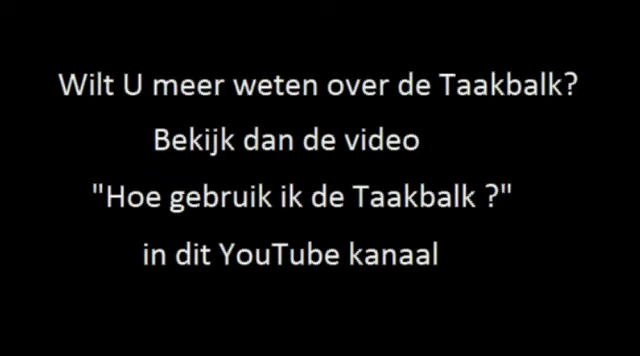 Wilt U meer weten over de Taakbalk?
Bekijk dan de video
"Hoe gebruik ik de Taakbalk ?"
in dit YouTube kanaal